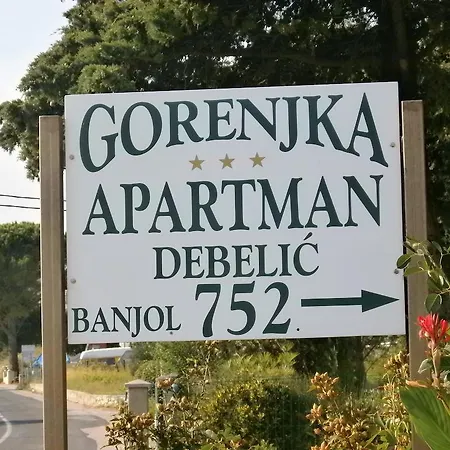 GORENJKA
APARTMAN
DEBELIĆ
BANJOL 752.